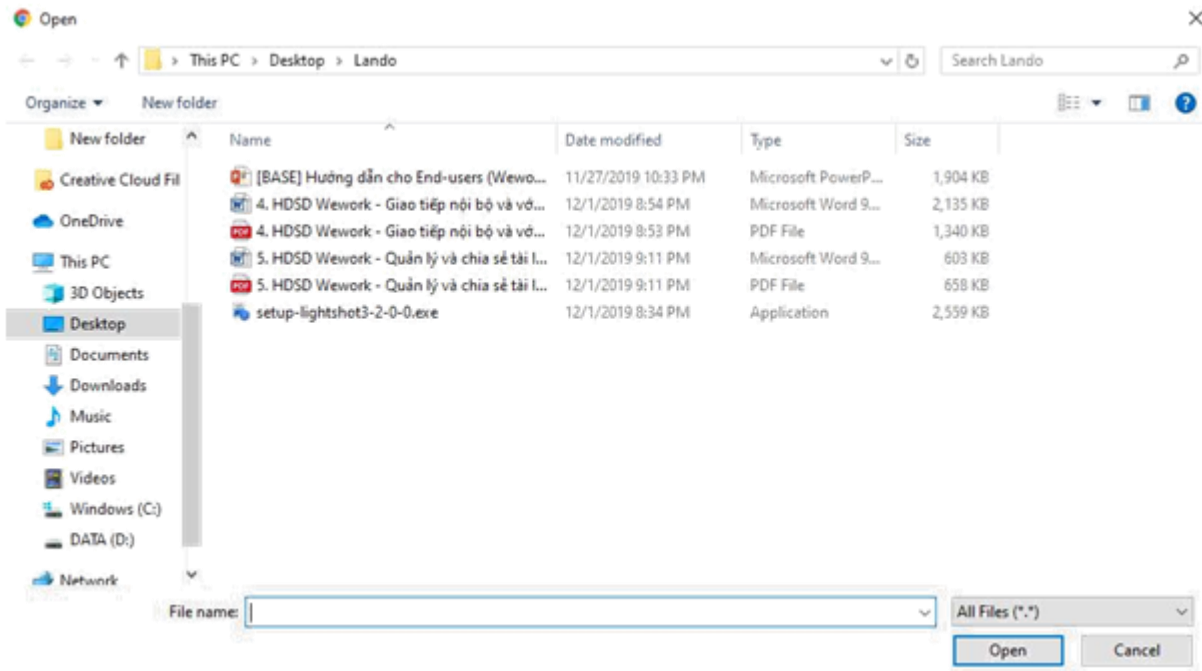 Open
This PC > Desktop > Lando
Search Lando
Organize
New folder
New folder
Creative Cloud Fil
OneDrive
This PC
3D Objects
Desktop
Documents
Downloads
Music
Pictures
Videos
Windows (C:)
DATA (D:)
Network
Name Date modified Type Size
[BASE] Hướng dẫn cho End-users (Wewo... 11/27/2019 10:33 PM Microsoft PowerP... 1,904 KB
4. HDSD Wework - Giao tiếp nội bộ và vớ... 12/1/2019 8:54 PM Microsoft Word 9... 2,135 KB
4. HDSD Wework - Giao tiếp nội bộ và vớ... 12/1/2019 8:53 PM PDF File 1,340 KB
5. HDSD Wework - Quản lý và chia sẻ tài l... 12/1/2019 9:11 PM Microsoft Word 9... 603 KB
5. HDSD Wework - Quản lý và chia sẻ tài l... 12/1/2019 9:11 PM PDF File 658 KB
setup-lightshot3-2-0-0.exe 12/1/2019 8:34 PM Application 2,559 KB
File name:
All Files (*.*)
Open
Cancel